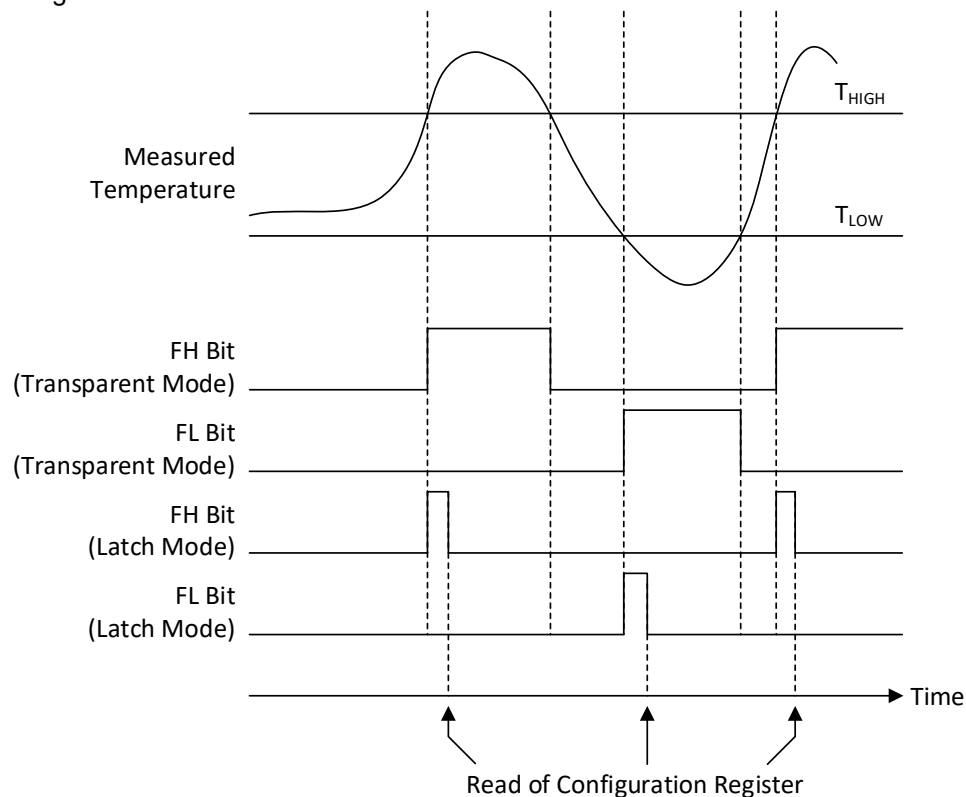 THIGH
Measured
Temperature
TLOW
FH Bit
(Transparent Mode)
FL Bit
(Transparent Mode)
FH Bit
(Latch Mode)
FL Bit
(Latch Mode)
Time
Read of Configuration Register